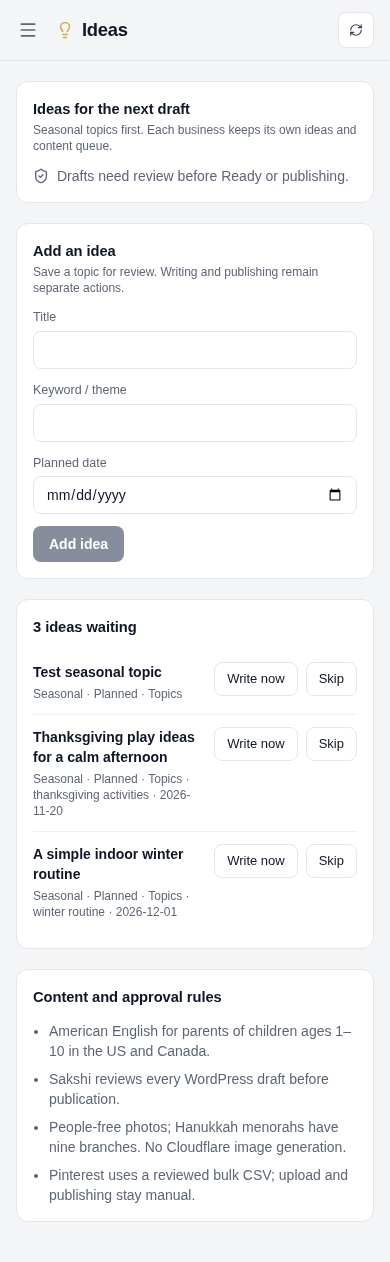 Ideas
Ideas for the next draft
Seasonal topics first. Each business keeps its own ideas and
content queue.
Drafts need review before Ready or publishing.
Add an idea
Save a topic for review. Writing and publishing remain
separate actions.
Title
Keyword / theme
Planned date
mm/dd/yyyy
Add idea
3 ideas waiting
Test seasonal topic
Seasonal · Planned · Topics
Write now
Skip
Thanksgiving play ideas
for a calm afternoon
Seasonal · Planned · Topics ·
thanksgiving activities · 2026-
11-20
Write now
Skip
A simple indoor winter
routine
Seasonal · Planned · Topics ·
winter routine · 2026-12-01
Write now
Skip
Content and approval rules
• American English for parents of children ages 1–
10 in the US and Canada.
• Sakshi reviews every WordPress draft before
publication.
• People-free photos; Hanukkah menorahs have
nine branches. No Cloudflare image generation.
• Pinterest uses a reviewed bulk CSV; upload and
publishing stay manual.